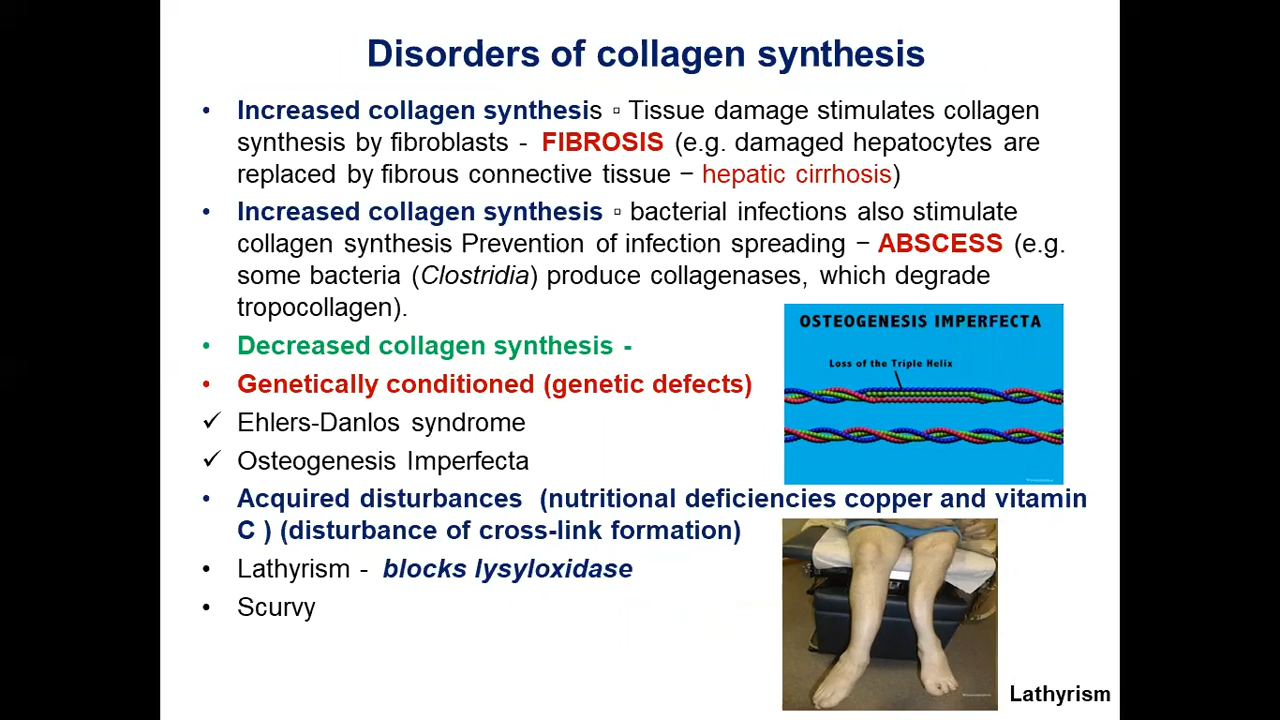 Disorders of collagen synthesis
• Increased collagen synthesis ▫ Tissue damage stimulates collagen
synthesis by fibroblasts - FIBROSIS (e.g. damaged hepatocytes are
replaced by fibrous connective tissue − hepatic cirrhosis)
• Increased collagen synthesis ▫ bacterial infections also stimulate
collagen synthesis Prevention of infection spreading − ABSCESS (e.g.
some bacteria (Clostridia) produce collagenases, which degrade
tropocollagen).
OSTEOGENESIS IMPERFECTA
Loss of the Triple Helix
• Decreased collagen synthesis -
• Genetically conditioned (genetic defects)
✓ Ehlers-Danlos syndrome
✓ Osteogenesis Imperfecta
• Acquired disturbances (nutritional deficiencies copper and vitamin
C ) (disturbance of cross-link formation)
• Lathyrism - blocks lysyloxidase
• Scurvy
Lathyrism